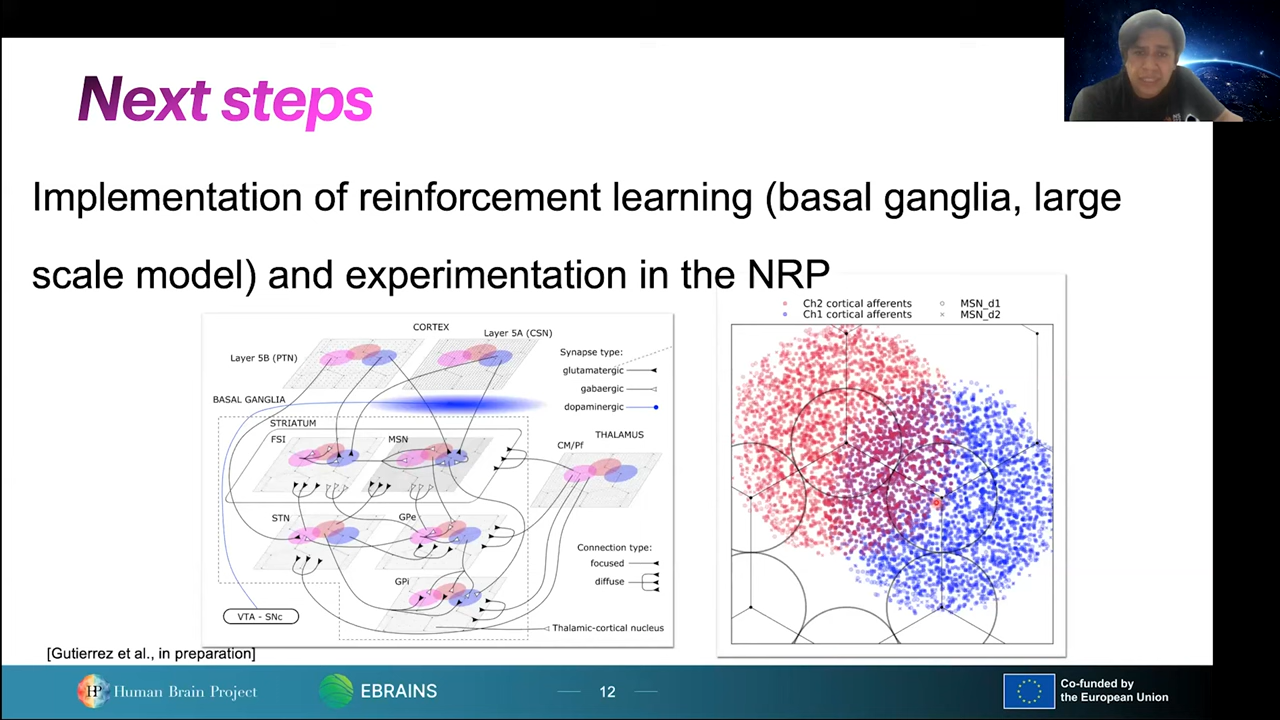 Next steps
Implementation of reinforcement learning (basal ganglia, large
scale model) and experimentation in the NRP
CORTEX
Layer 5A (CSN)
Layer 5B (PTN)
Synapse type:
glutamatergic
gabaergic
dopaminergic
BASAL GANGLIA
STRIATUM
FSI
MSN
THALAMUS
CM/Pf
STN
GPe
Connection type:
focused
diffuse
GPi
VTA - SNc
Thalamic-cortical nucleus
Ch2 cortical afferents
MSN_d1
Ch1 cortical afferents
MSN_d2
[Gutierrez et al., in preparation]
HP Human Brain Project
EBRAINS
12
Co-funded by
the European Union